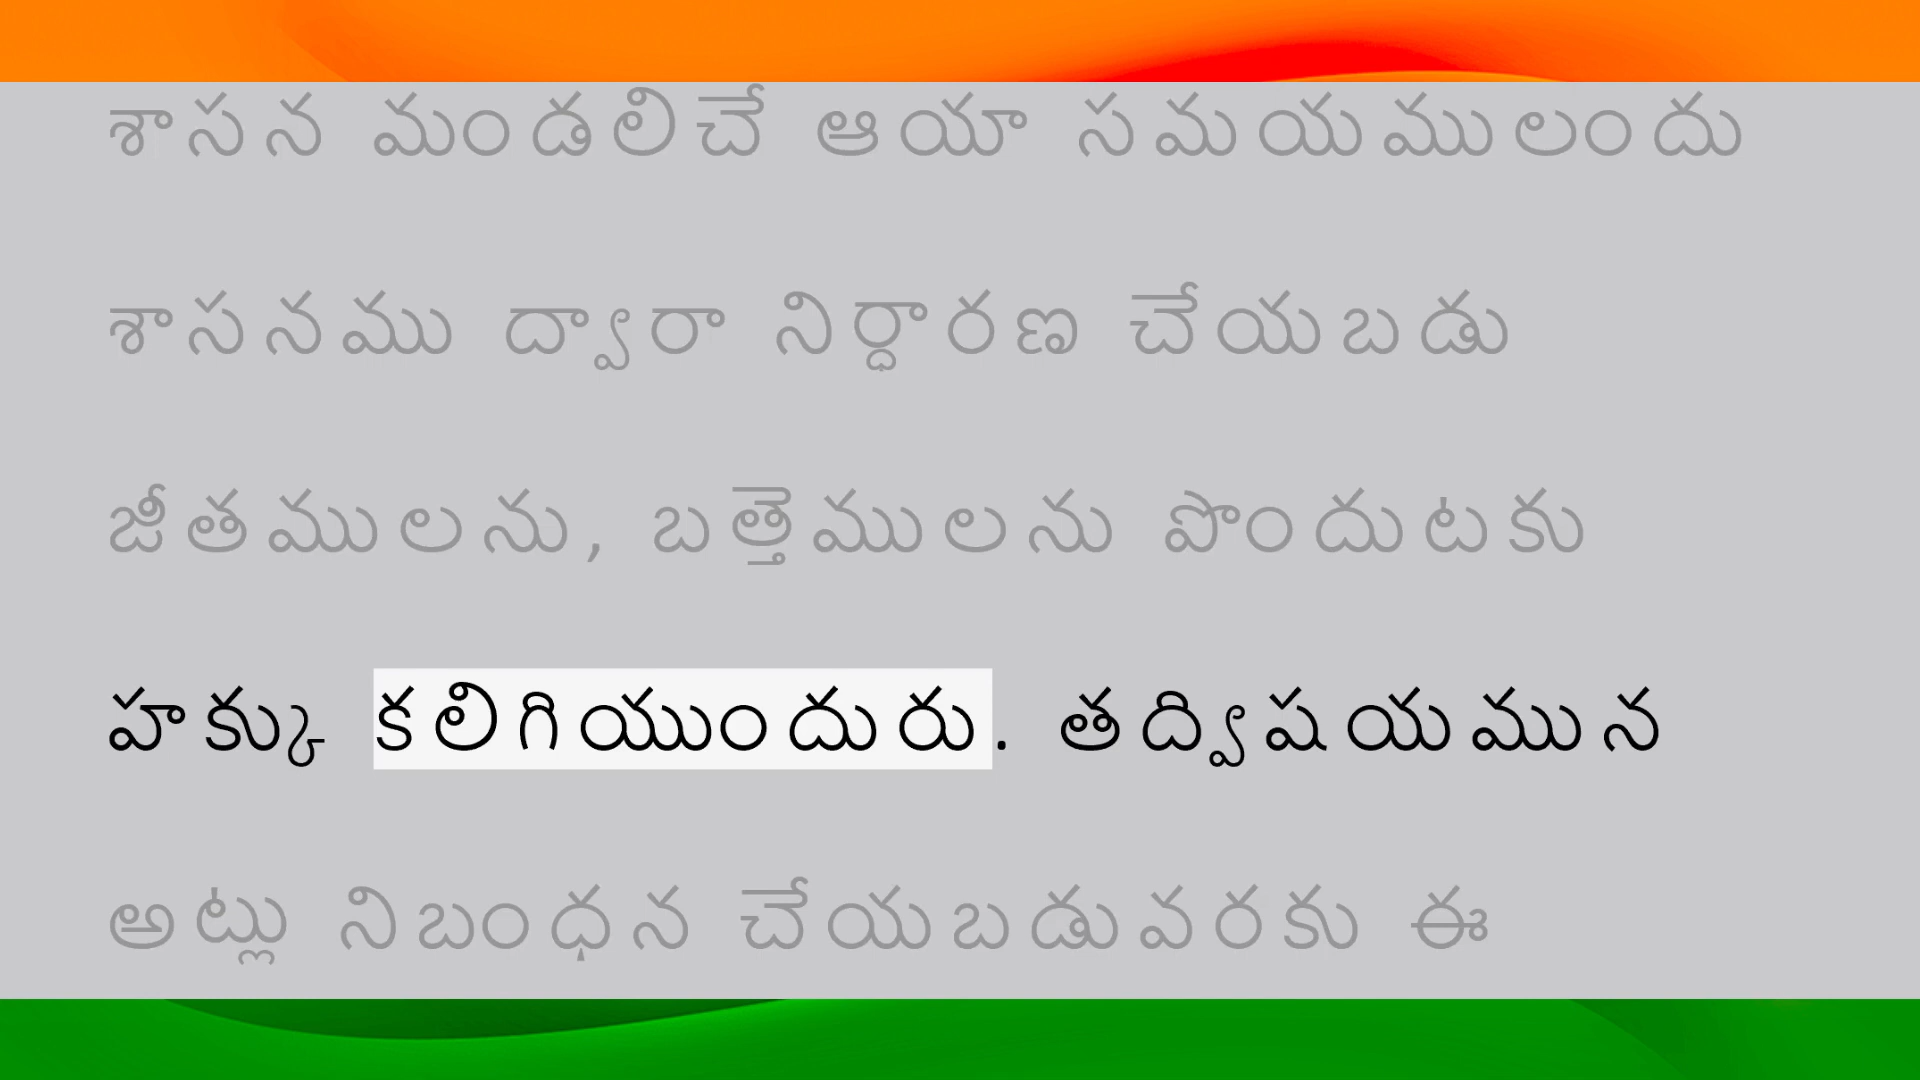 శాసన మండలిచే ఆయా సమయములందు
శాసనము ద్వారా నిర్ధారణ చేయబడు
జీతములను, బత్తెములను పొందుటకు
హక్కు కలిగియుందురు. తద్విషయమున
అట్లు నిబంధన చేయబడువరకు ఈ